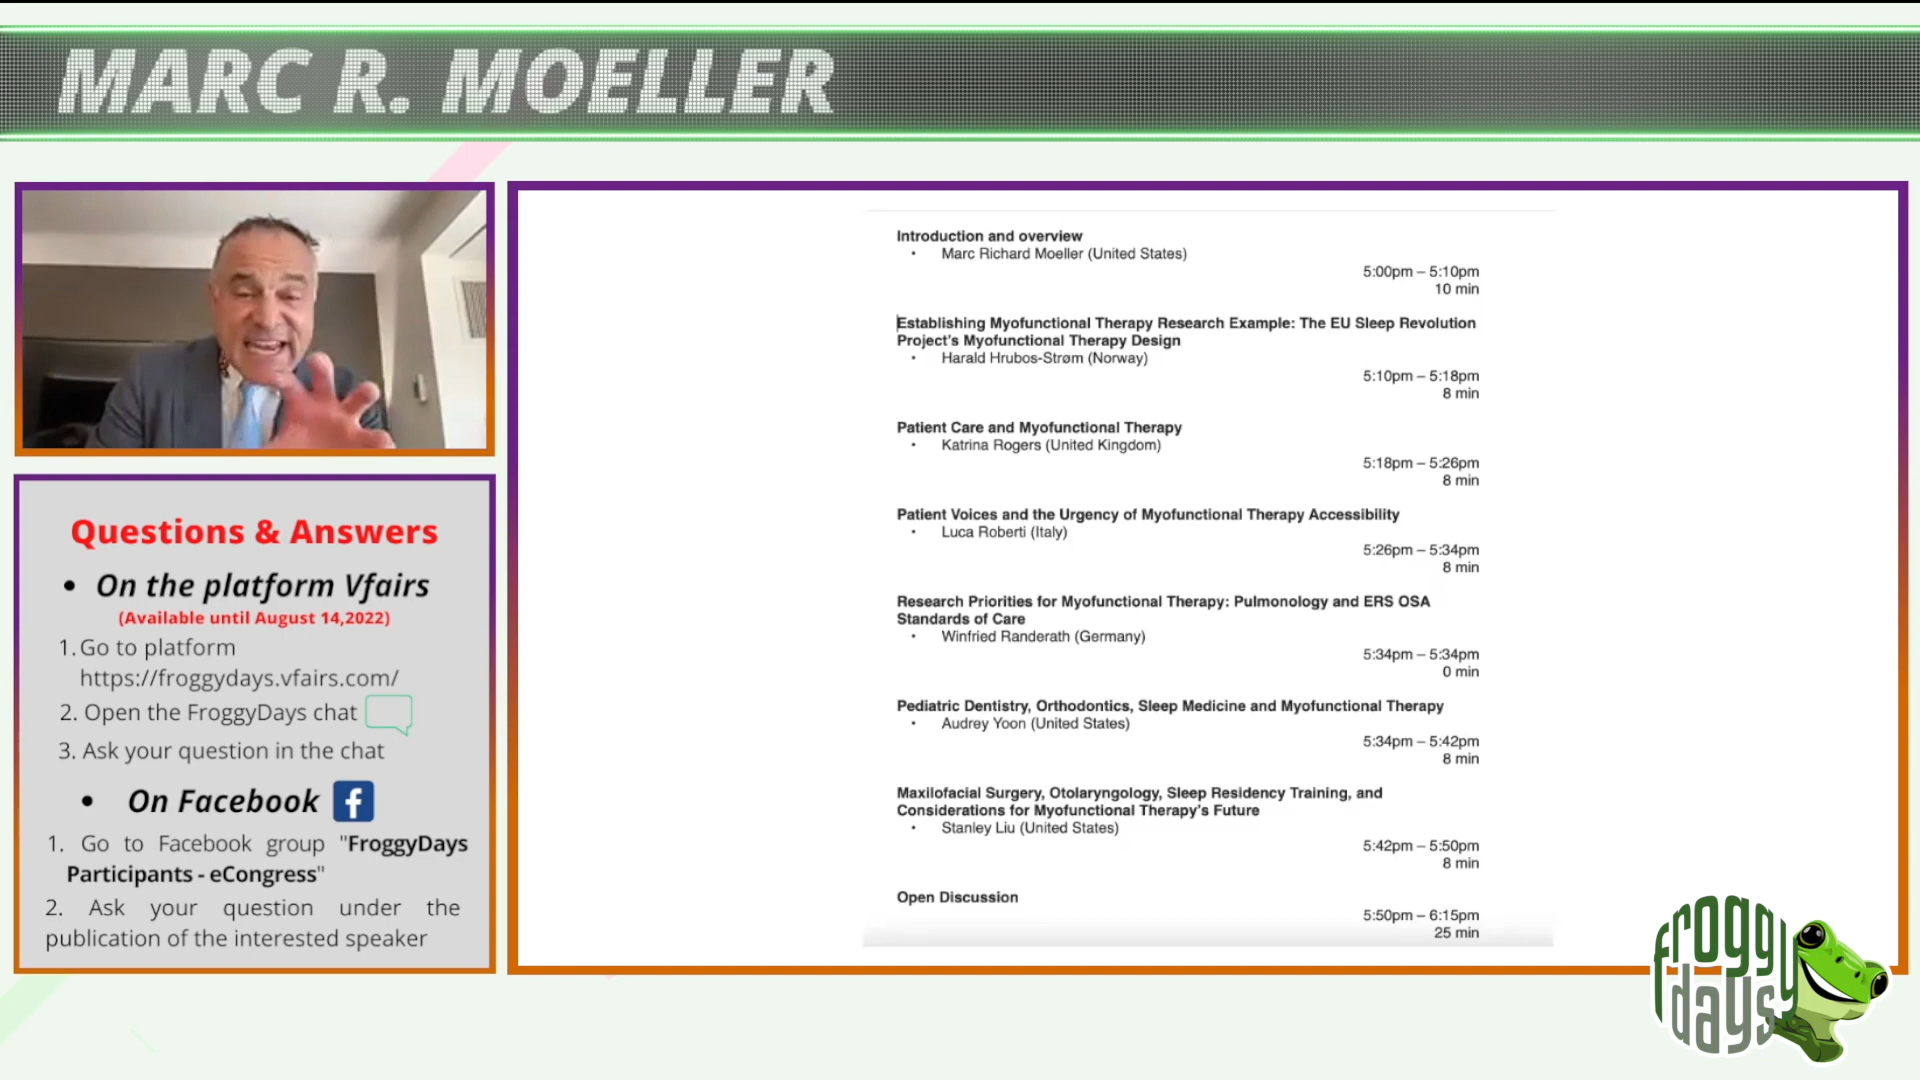 MARC R. MOELLER
Questions & Answers
• On the platform Vfairs
(Available until August 14,2022)
1. Go to platform
https://froggydays.vfairs.com/
2. Open the FroggyDays chat
3. Ask your question in the chat
• On Facebook
1. Go to Facebook group "FroggyDays
Participants - eCongress"
2. Ask your question under the
publication of the interested speaker
Introduction and overview
• Marc Richard Moeller (United States)
5:00pm – 5:10pm
10 min
Establishing Myofunctional Therapy Research Example: The EU Sleep Revolution
Project's Myofunctional Therapy Design
• Harald Hrubos-Strøm (Norway)
5:10pm – 5:18pm
8 min
Patient Care and Myofunctional Therapy
• Katrina Rogers (United Kingdom)
5:18pm – 5:26pm
8 min
Patient Voices and the Urgency of Myofunctional Therapy Accessibility
• Luca Roberti (Italy)
5:26pm – 5:34pm
8 min
Research Priorities for Myofunctional Therapy: Pulmonology and ERS OSA
Standards of Care
• Winfried Randerath (Germany)
5:34pm – 5:34pm
0 min
Pediatric Dentistry, Orthodontics, Sleep Medicine and Myofunctional Therapy
• Audrey Yoon (United States)
5:34pm – 5:42pm
8 min
Maxilofacial Surgery, Otolaryngology, Sleep Residency Training, and
Considerations for Myofunctional Therapy's Future
• Stanley Liu (United States)
5:42pm – 5:50pm
8 min
Open Discussion
5:50pm – 6:15pm
25 min
froggy
days